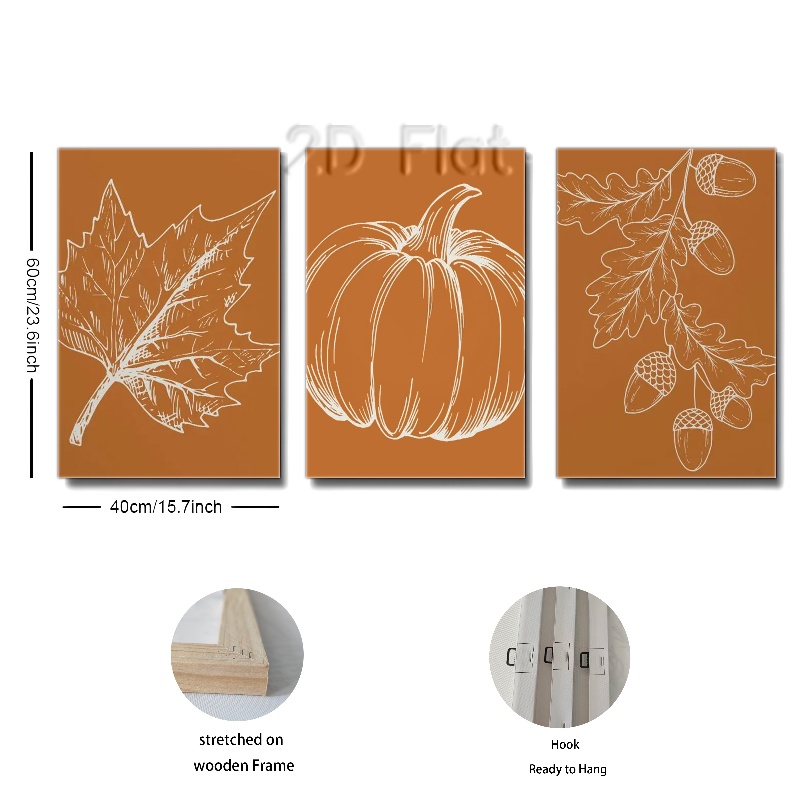 2D Flat
60cm/23.6inch
40cm/15.7inch
stretched on
wooden Frame
Hook
Ready to Hang